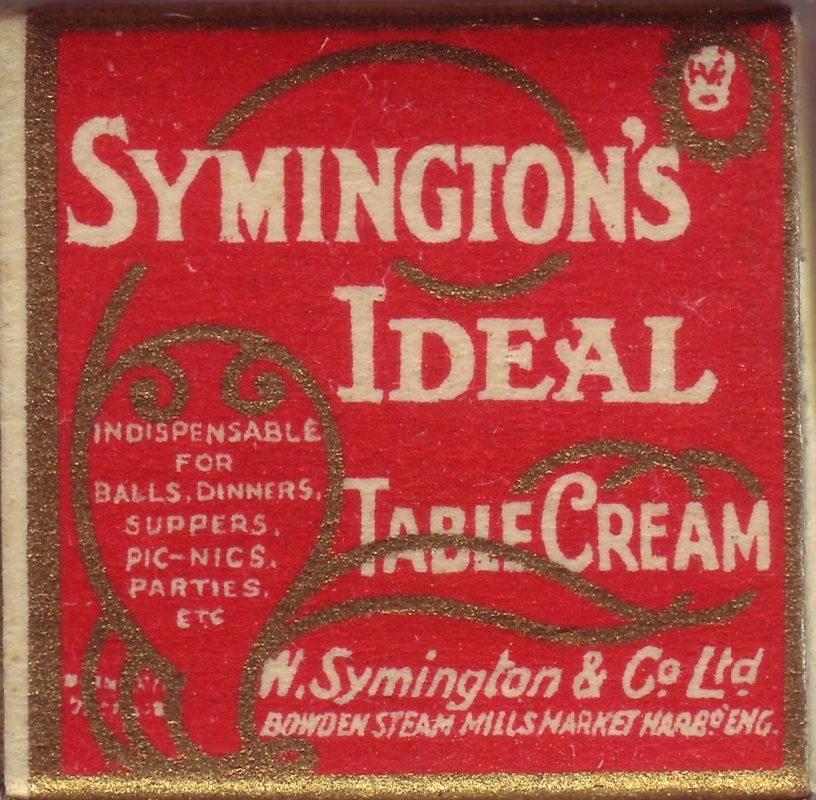 SYMINGTON'S
IDEAL
TABLE CREAM
INDISPENSABLE
FOR
BALLS, DINNERS,
SUPPERS,
PIC-NICS,
PARTIES,
ETC
W. Symington & Co Ltd
BOWDEN STEAM MILLS MARKET HARBO' ENG.